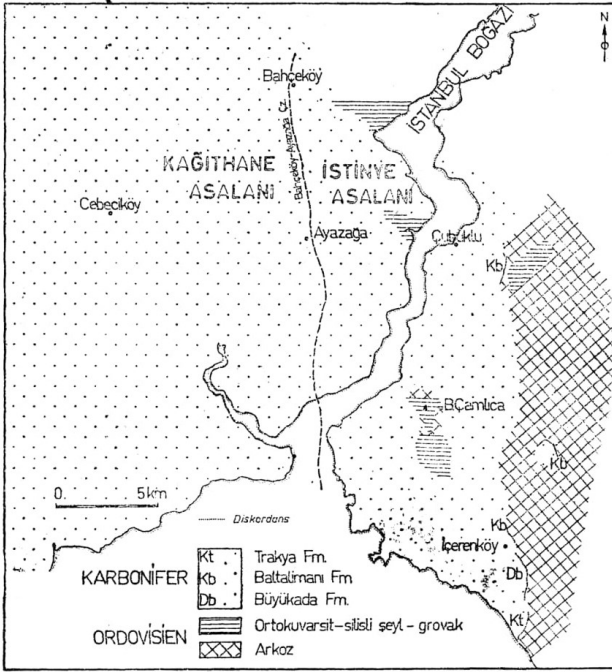 N
İSTANBUL BOĞAZI
Bahçeköy
Bahçeköy-Ayazağa Çz.
KAĞITHANE
ASALANI
İSTİNYE
ASALANI
Cebeciköy
Ayazağa
Çubuklu
Kb
B.Çamlıca
Kb
0. 5km
Kb
İçerenköy
Diskordans
Db
Kt
KARBONİFER
Kt Trakya Fm.
Kb Baltalimanı Fm
Db Büyükada Fm.
ORDOVİSİEN
Ortokuvarsit-silisli şeyl - grovak
Arkoz